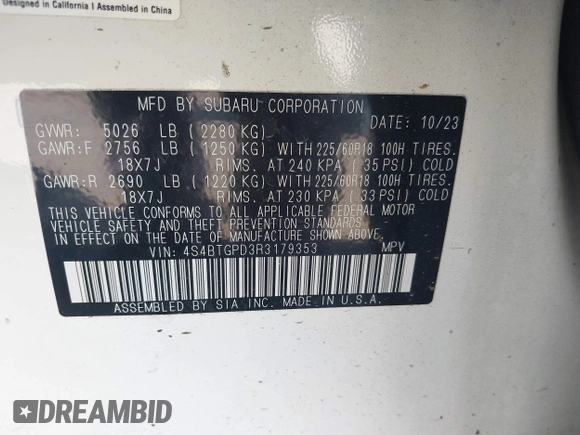 Designed in California I Assembled in China
MFD BY SUBARU CORPORATION
GVWR: 5026 LB (2280 KG) DATE: 10/23
GAWR:F 2756 LB (1250 KG) WITH 225/60R18 100H TIRES.
18X7J RIMS. AT 240 KPA (35 PSI) COLD
GAWR:R 2690 LB (1220 KG) WITH 225/60R18 100H TIRES.
18X7J RIMS. AT 230 KPA (33 PSI) COLD
THIS VEHICLE CONFORMS TO ALL APPLICABLE FEDERAL MOTOR
VEHICLE SAFETY AND THEFT PREVENTION STANDARDS
IN EFFECT ON THE DATE OF MANUFACTURE SHOWN ABOVE.
VIN: 4S4BTGPD3R3179353 MPV
ASSEMBLED BY SIA INC. MADE IN U.S.A.
DREAMBID